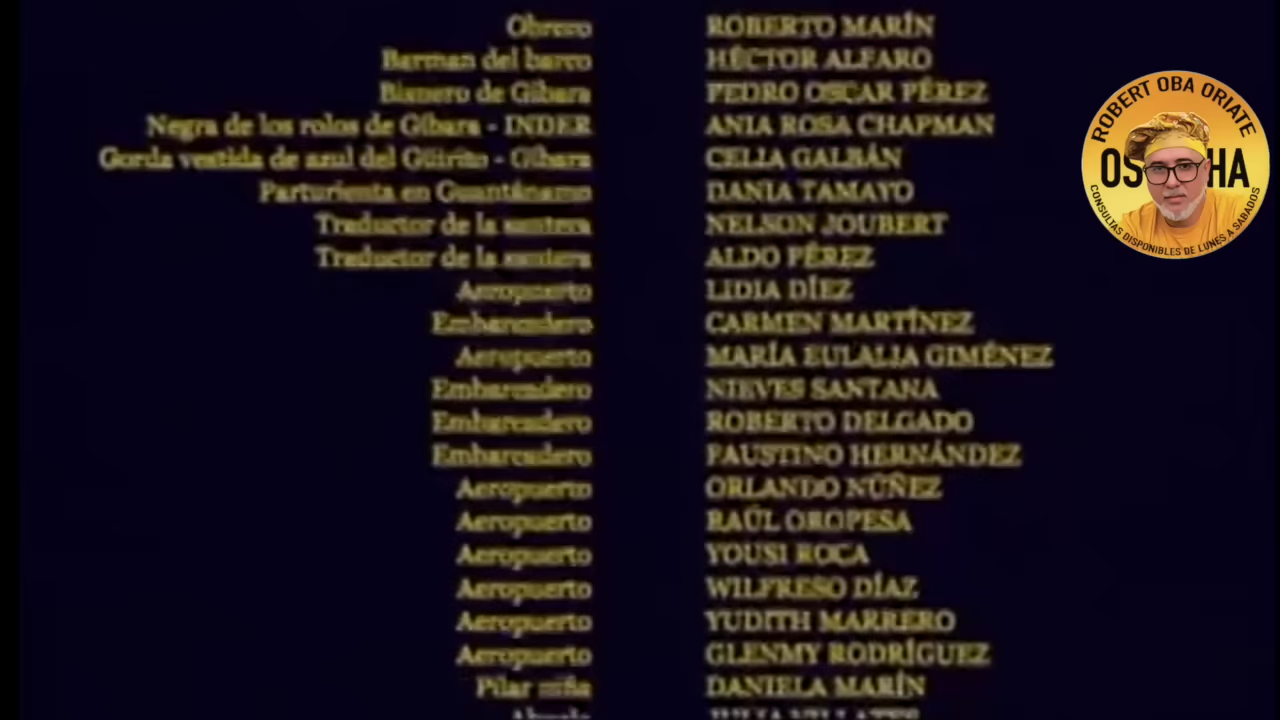 Obrero ROBERTO MARÍN
Barman del barco HÉCTOR ALFARO
Bisnero de Gibara PEDRO OSCAR PÉREZ
Negra de los rolos de Gibara - INDER ANIA ROSA CHAPMAN
Gorda vestida de azul del Güirito - Gibara CELIA GALBÁN
Parturienta en Guantánamo DANIA TAMAYO
Traductor de la santera NELSON JOUBERT
Traductor de la santera ALDO PÉREZ
Aeropuerto LIDIA DÍEZ
Embarcadero CARMEN MARTÍNEZ
Aeropuerto MARÍA EULALIA GIMÉNEZ
Embarcadero NIEVES SANTANA
Embarcadero ROBERTO DELGADO
Embarcadero FAUSTINO HERNÁNDEZ
Aeropuerto ORLANDO NÚÑEZ
Aeropuerto RAÚL OROPESA
Aeropuerto YOUSI ROCA
Aeropuerto WILFRESO DÍAZ
Aeropuerto YUDITH MARRERO
Aeropuerto GLENMY RODRÍGUEZ
Pilar niña DANIELA MARÍN
ROBERT OBA ORIATE
CONSULTAS DISPONIBLES DE LUNES A SABADOS